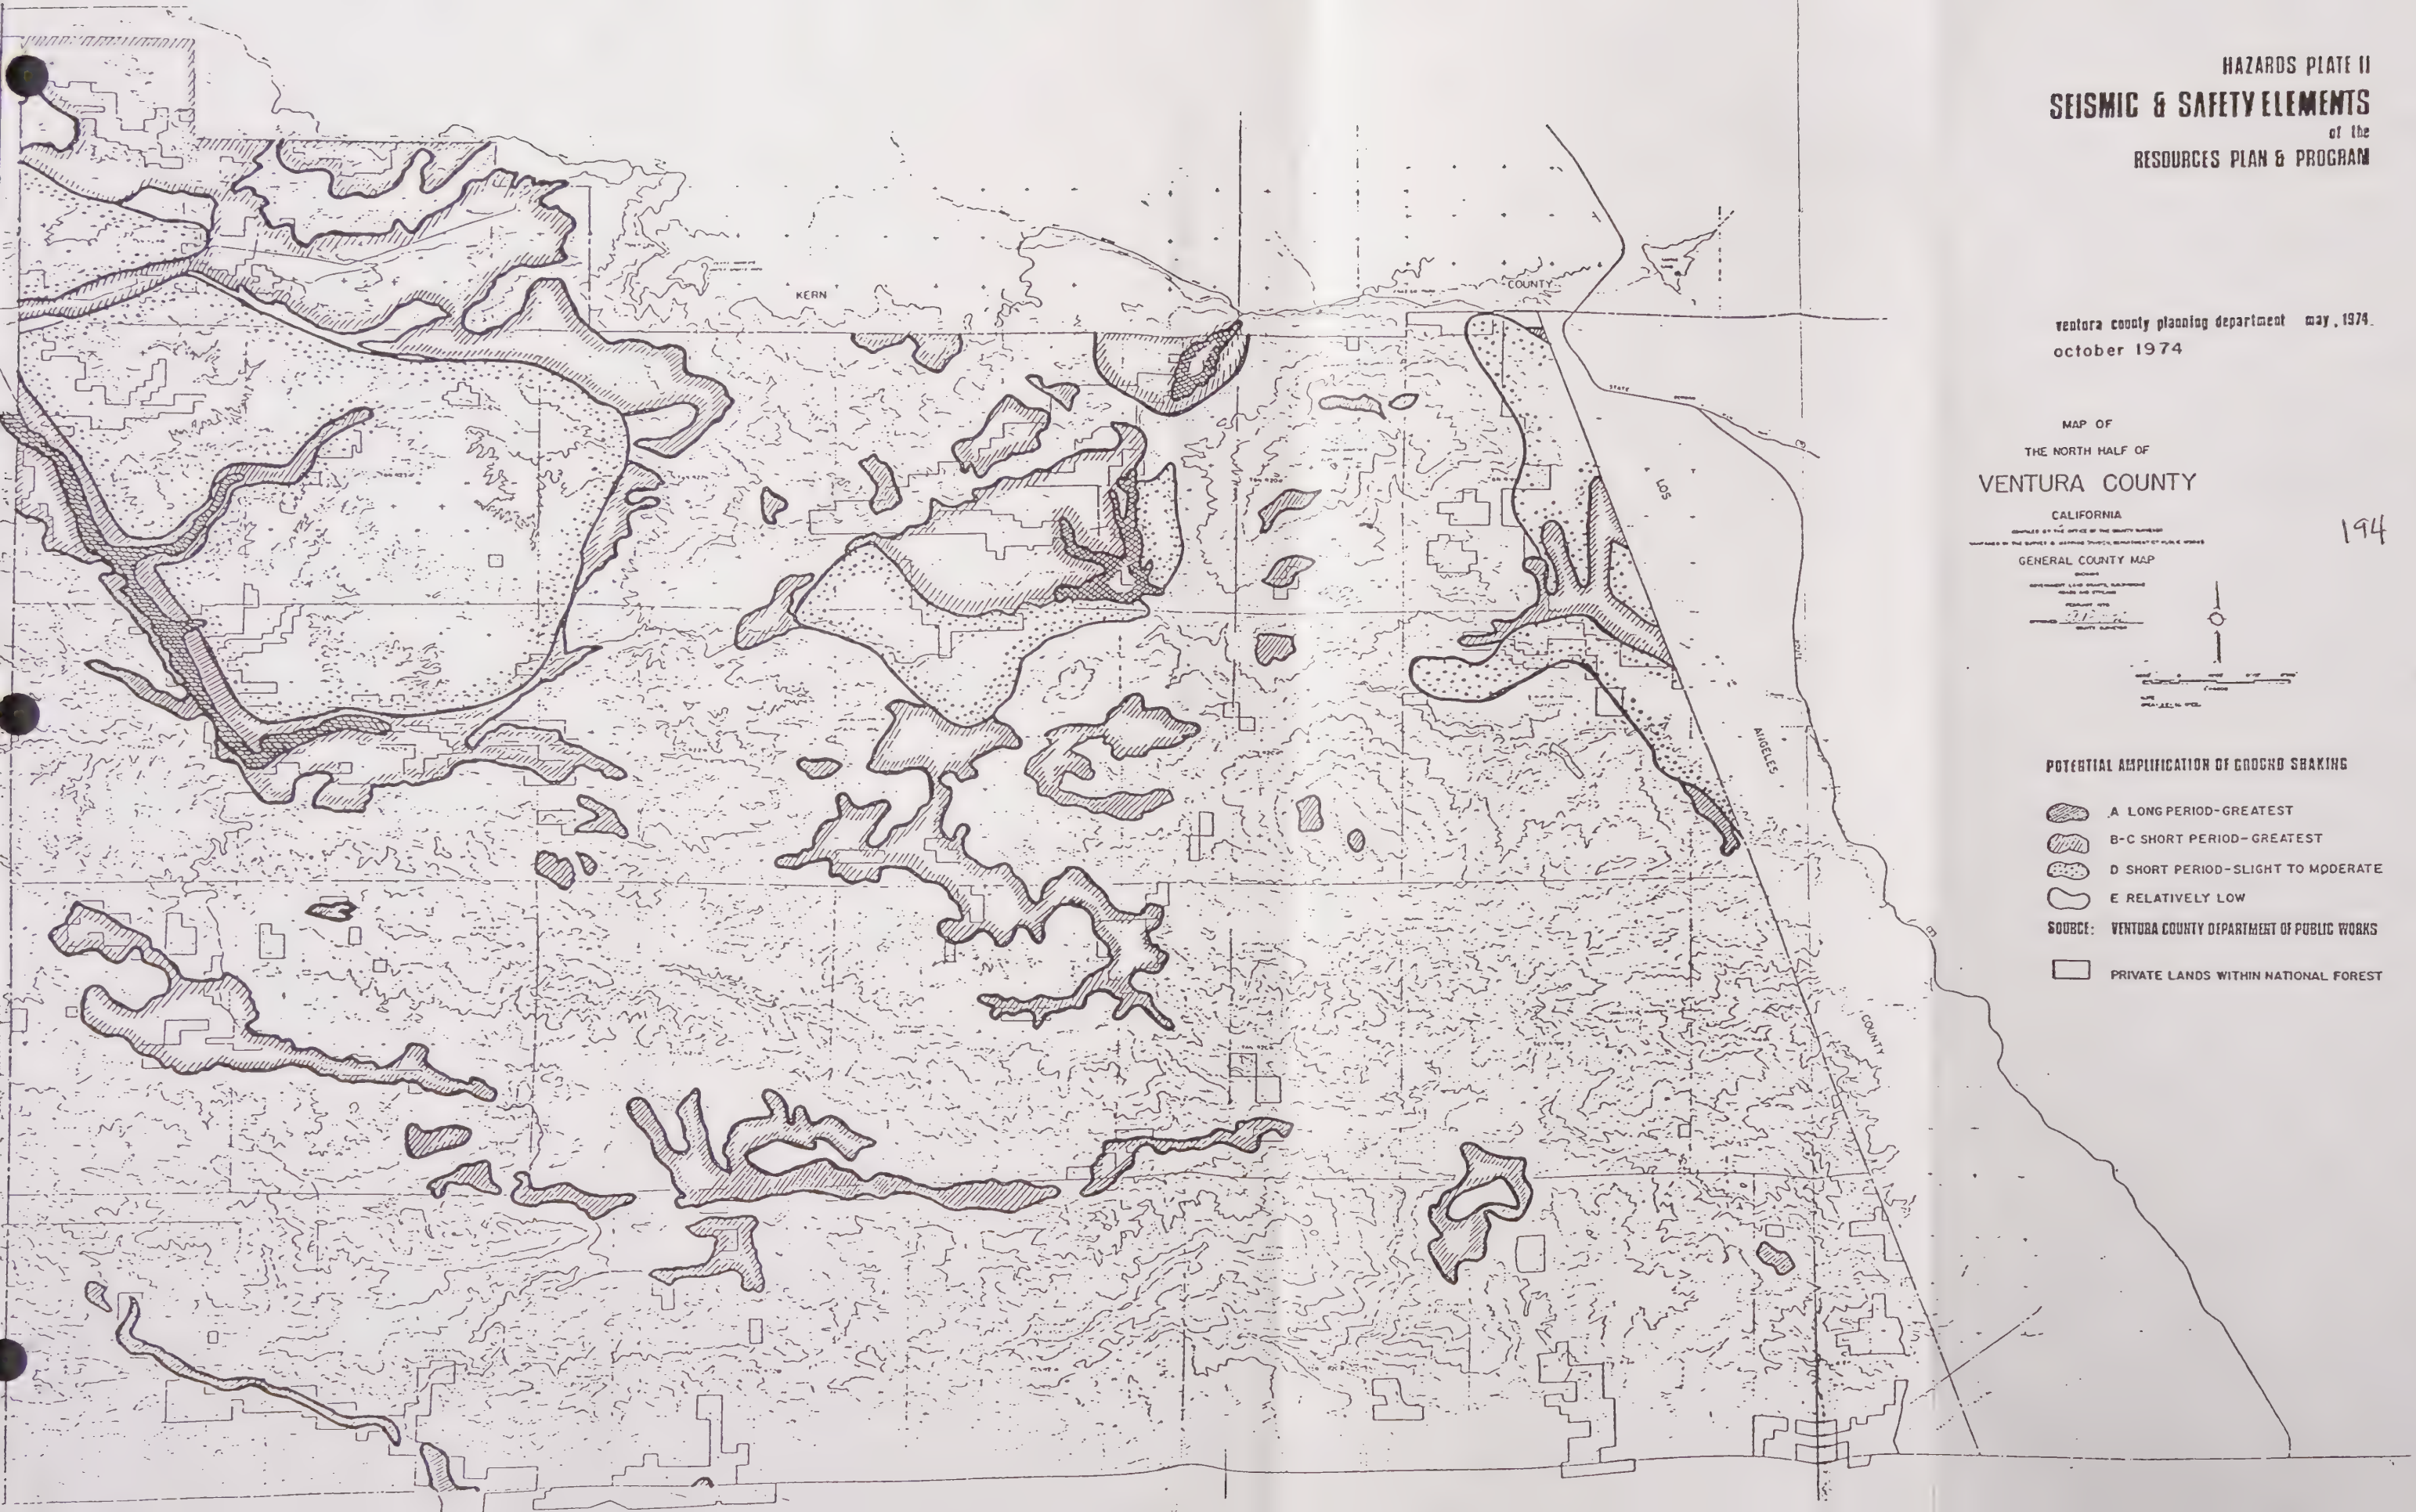 HAZARDS PLATE II
SEISMIC & SAFETY ELEMENTS
of the
RESOURCES PLAN & PROGRAM
ventura county planning department may, 1974.
october 1974
MAP OF
THE NORTH HALF OF
VENTURA COUNTY
CALIFORNIA
GENERAL COUNTY MAP
194
POTENTIAL AMPLIFICATION OF GROUND SHAKING
A LONG PERIOD-GREATEST
B-C SHORT PERIOD-GREATEST
D SHORT PERIOD-SLIGHT TO MODERATE
E RELATIVELY LOW
SOURCE: VENTURA COUNTY DEPARTMENT OF PUBLIC WORKS
PRIVATE LANDS WITHIN NATIONAL FOREST
KERN
COUNTY
STATE
LOS
ANGELES
COUNTY